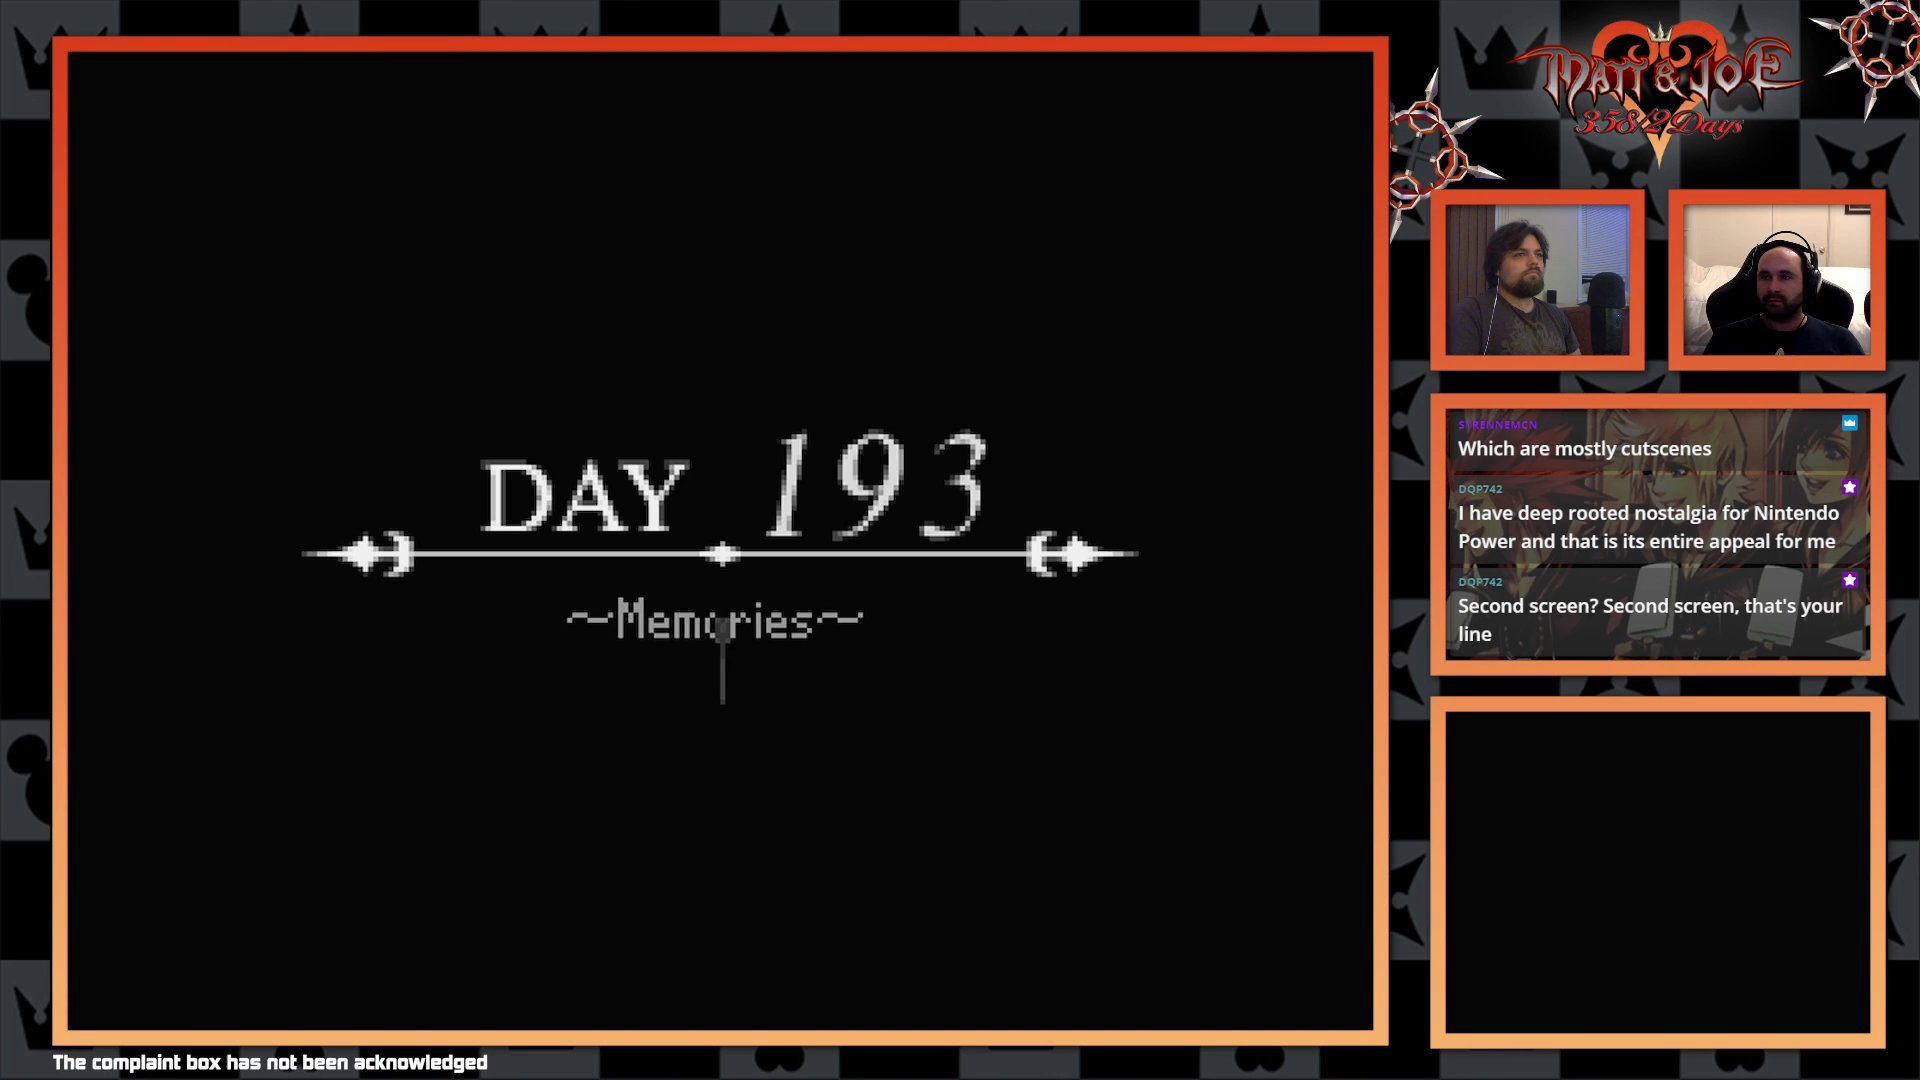 MATT & JOE
358/2 Days
DAY 193
~Memories~
STRENNEMCN
Which are mostly cutscenes
DQP742
I have deep rooted nostalgia for Nintendo
Power and that is its entire appeal for me
DQP742
Second screen? Second screen, that's your
line
The complaint box has not been acknowledged